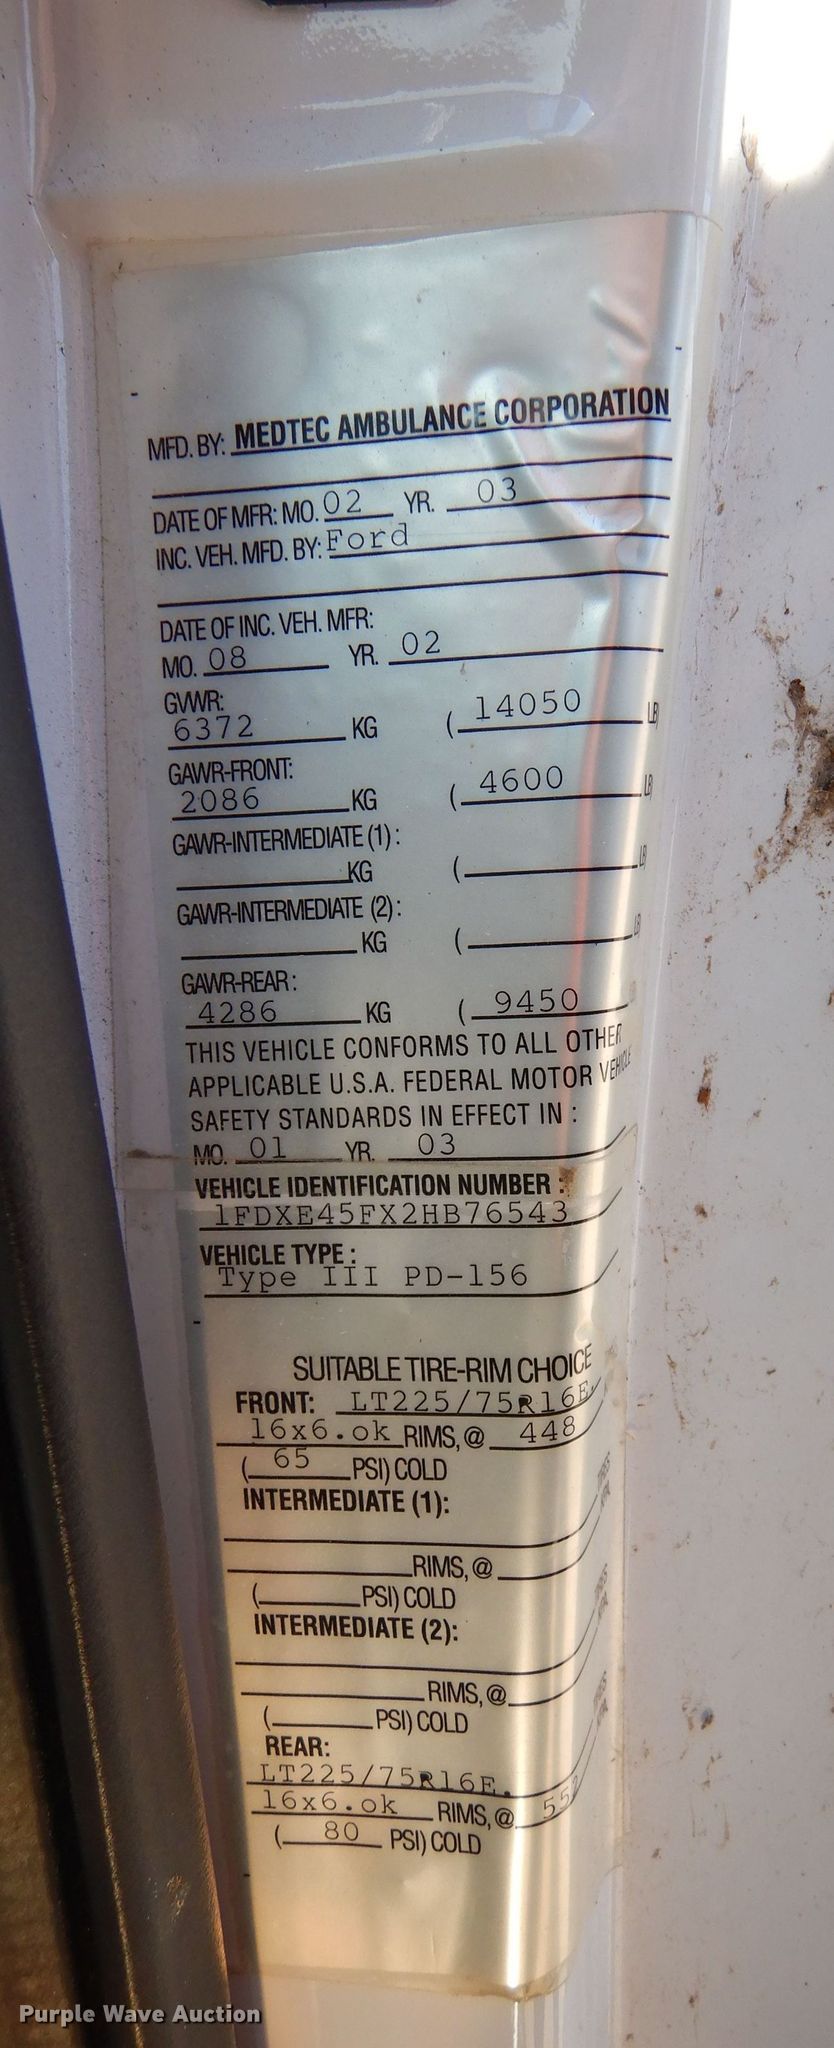 MFD. BY: MEDTEC AMBULANCE CORPORATION
DATE OF MFR: MO. 02 YR. 03
INC. VEH. MFD. BY: Ford
DATE OF INC. VEH. MFR:
MO. 08 YR. 02
GVWR:
6372 KG (14050 LB)
GAWR-FRONT:
2086 KG (4600 LB)
GAWR-INTERMEDIATE (1):
KG ( LB
GAWR-INTERMEDIATE (2):
KG ( LB
GAWR-REAR:
4286 KG (9450
THIS VEHICLE CONFORMS TO ALL OTHER
APPLICABLE U.S.A. FEDERAL MOTOR VEHICLE
SAFETY STANDARDS IN EFFECT IN :
MO. 01 YR. 03
VEHICLE IDENTIFICATION NUMBER :
1FDXE45FX2HB76543
VEHICLE TYPE :
Type III PD-156
SUITABLE TIRE-RIM CHOICE
FRONT: LT225/75R16E.
16x6.ok RIMS, @ 448
(65 PSI) COLD
INTERMEDIATE (1):
RIMS, @
( PSI) COLD
INTERMEDIATE (2):
RIMS, @
( PSI) COLD
REAR:
LT225/75R16E.
16x6.ok RIMS, @
(80 PSI) COLD
Purple Wave Auction